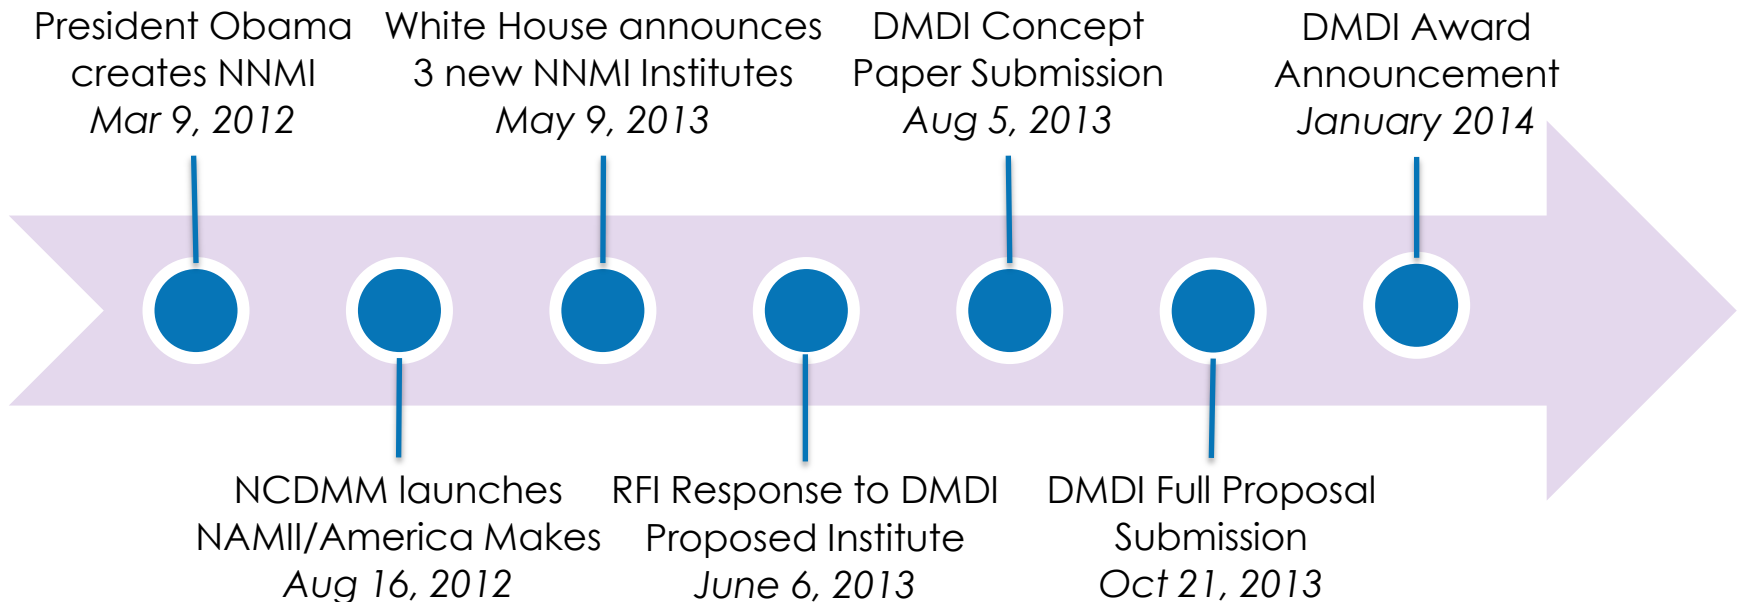 President Obama
creates NNMI
Mar 9, 2012
White House announces
3 new NNMI Institutes
May 9, 2013
DMDI Concept
Paper Submission
Aug 5, 2013
DMDI Award
Announcement
January 2014
NCDMM launches
NAMII/America Makes
Aug 16, 2012
RFI Response to DMDI
Proposed Institute
June 6, 2013
DMDI Full Proposal
Submission
Oct 21, 2013